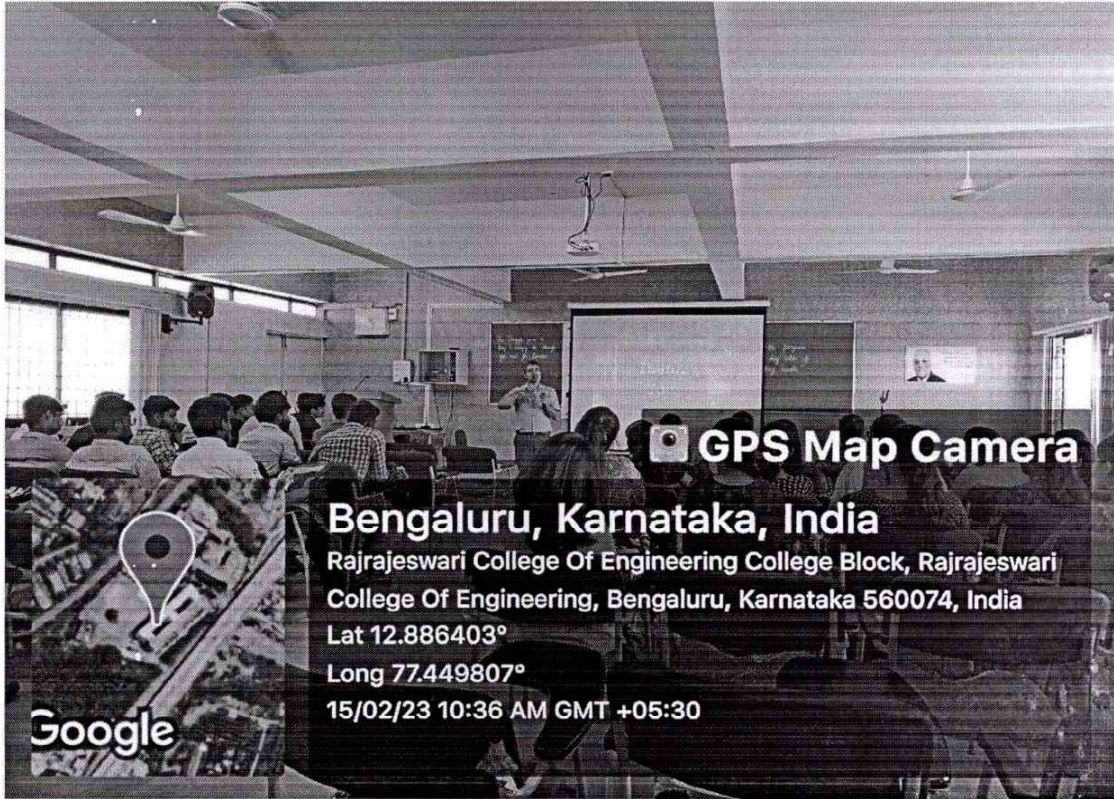 GPS Map Camera
Bengaluru, Karnataka, India
Rajrajeswari College Of Engineering College Block, Rajrajeswari
College Of Engineering, Bengaluru, Karnataka 560074, India
Lat 12.886403°
Long 77.449807°
15/02/23 10:36 AM GMT +05:30
Google